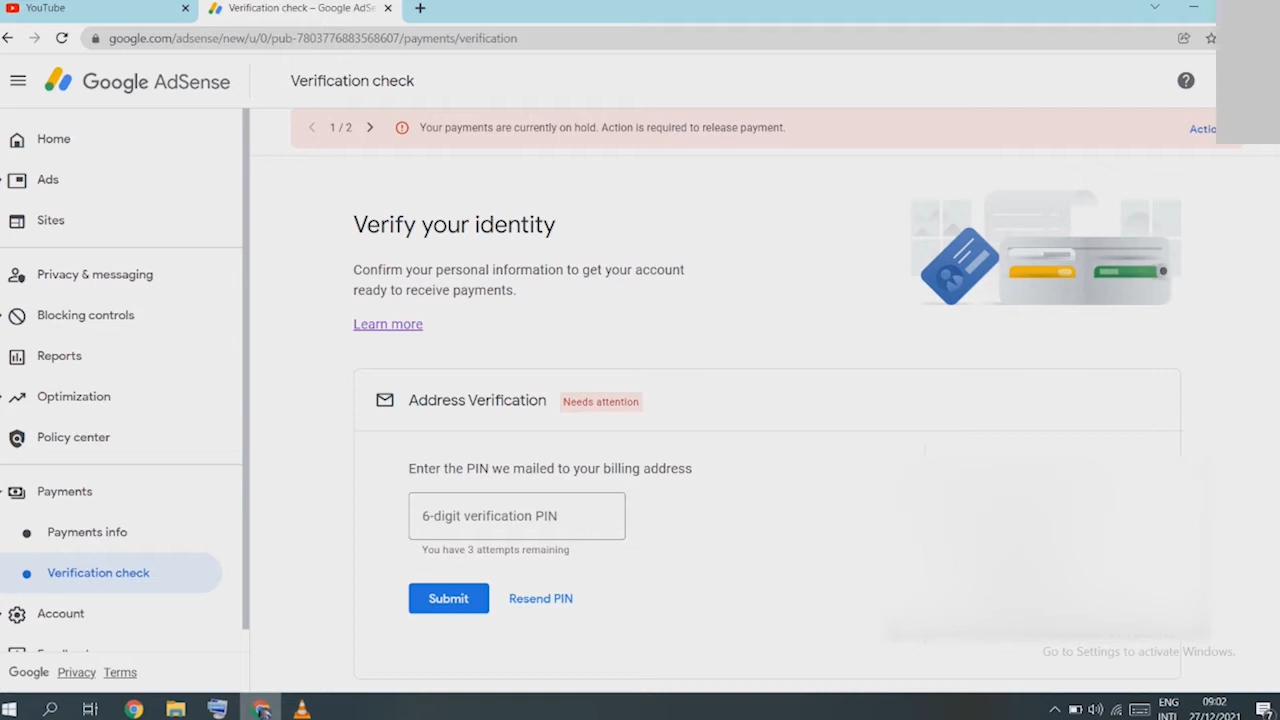 YouTube
Verification check – Google AdSe
google.com/adsense/new/u/0/pub-7803776883568607/payments/verification
Google AdSense
Verification check
1 / 2
Your payments are currently on hold. Action is required to release payment.
Home
Ads
Sites
Privacy & messaging
Blocking controls
Reports
Optimization
Policy center
Payments
Payments info
Verification check
Account
Google Privacy Terms
Verify your identity
Confirm your personal information to get your account
ready to receive payments.
Learn more
Address Verification
Needs attention
Enter the PIN we mailed to your billing address
6-digit verification PIN
You have 3 attempts remaining
Submit
Resend PIN
Go to Settings to activate Windows.
ENG
INTL
09:02
27/12/2021